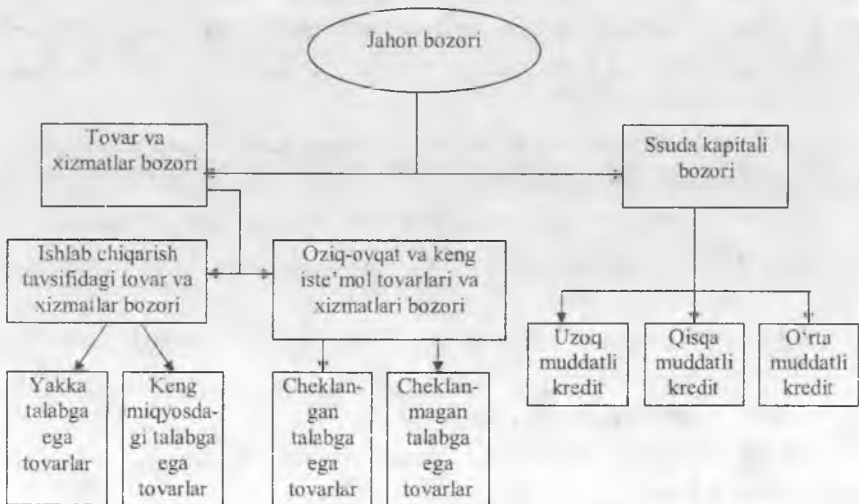 Jahon bozori
Tovar va
xizmatlar bozori
Ssuda kapitali
bozori
Ishlab chiqarish
tavsifidagi tovar va
xizmatlar bozori
Oziq-ovqat va keng
iste’mol tovarlari va
xizmatlari bozori
Uzoq
muddatli
kredit
Qisqa
muddatli
kredit
O‘rta
muddatli
kredit
Yakka
talabga
ega
tovarlar
Keng
miqyosda-
gi talabga
ega
tovarlar
Cheklan-
gan
talabga
ega
tovarlar
Cheklan-
magan
talabga
ega
tovarlar